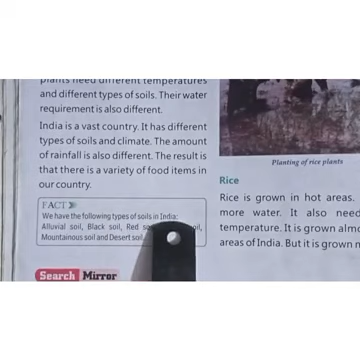 plants need different temperatures
and different types of soils. Their water
requirement is also different.
India is a vast country. It has different
types of soils and climate. The amount
of rainfall is also different. The result is
that there is a variety of food items in
our country.
FACT
We have the following types of soils in India:
Alluvial soil, Black soil, Red
Mountainous soil and Desert soil.
Search Mirror
Planting of rice plants
Rice
Rice is grown in hot areas.
more water. It also
temperature. It is grown
areas of India. But it is grown